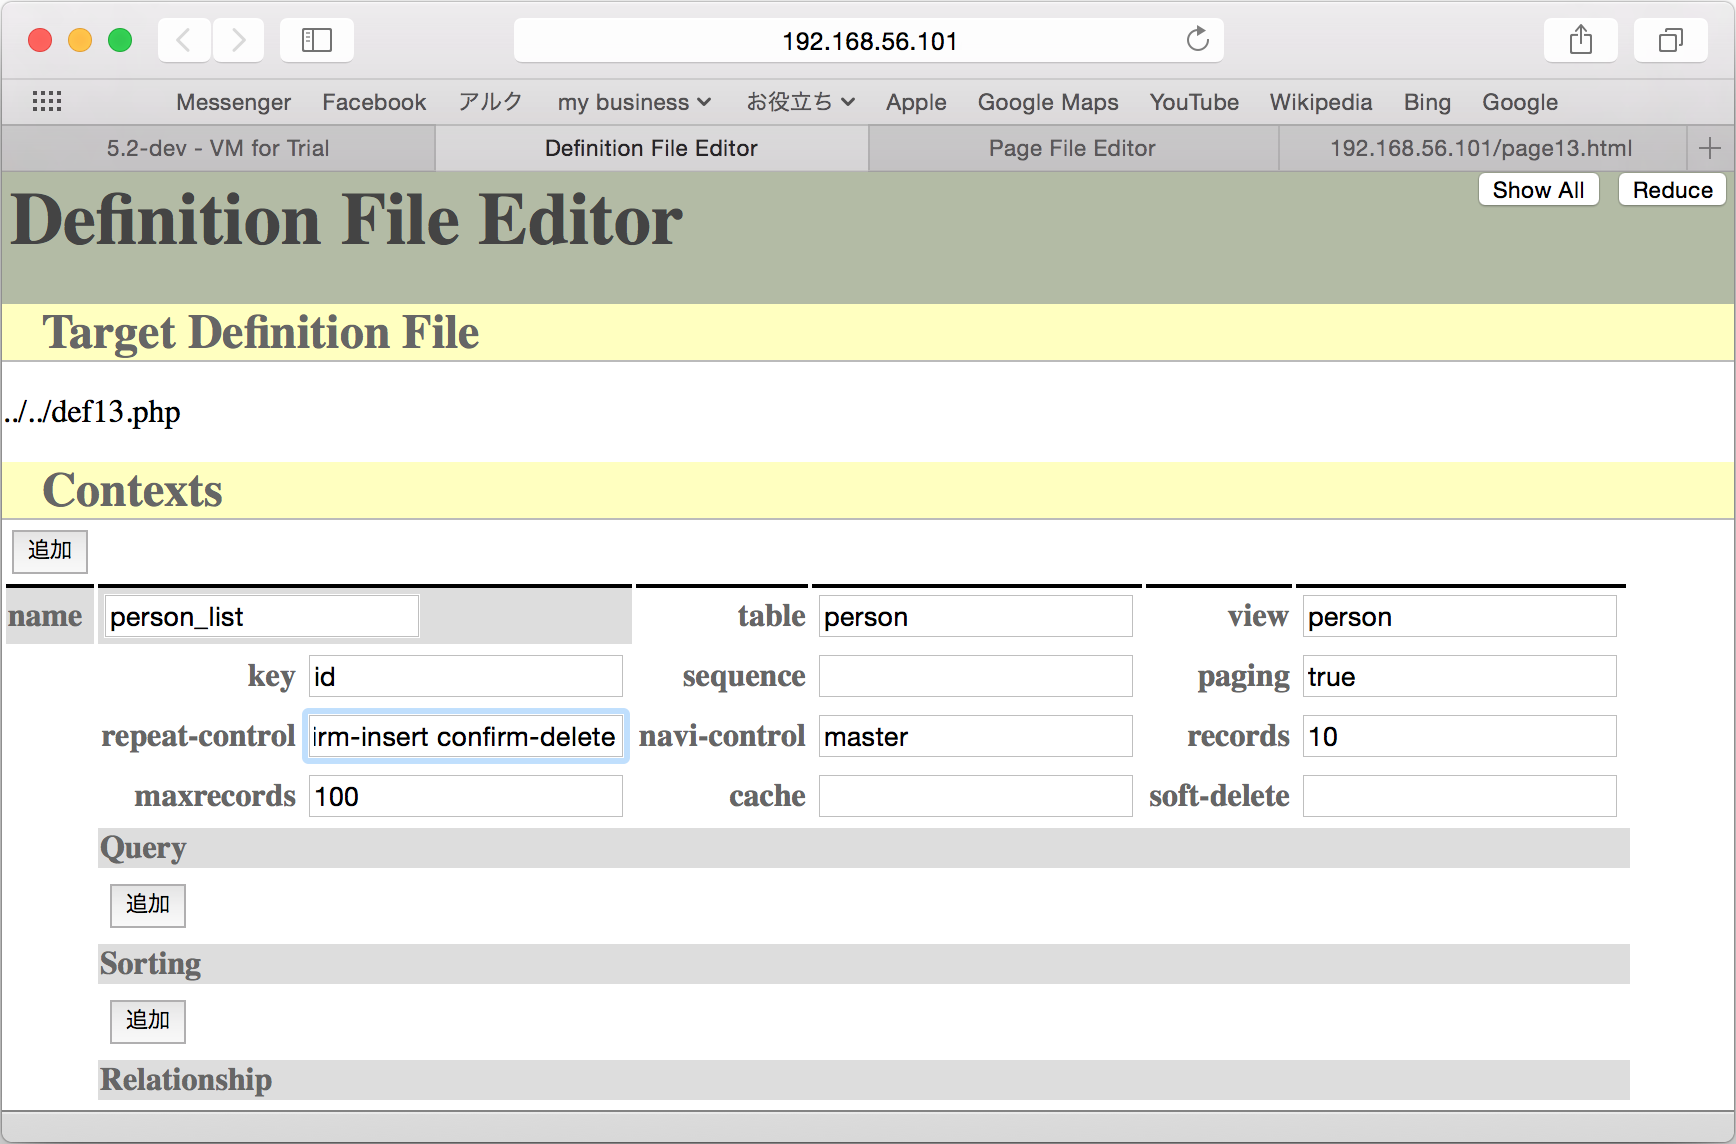 192.168.56.101
Messenger Facebook アルク my business お役立ち Apple Google Maps YouTube Wikipedia Bing Google
5.2-dev - VM for Trial Definition File Editor Page File Editor 192.168.56.101/page13.html
Show All Reduce
Definition File Editor
Target Definition File
../../def13.php
Contexts
追加
name person_list table person view person
key id sequence paging true
repeat-control irm-insert confirm-delete navi-control master records 10
maxrecords 100 cache soft-delete
Query
追加
Sorting
追加
Relationship